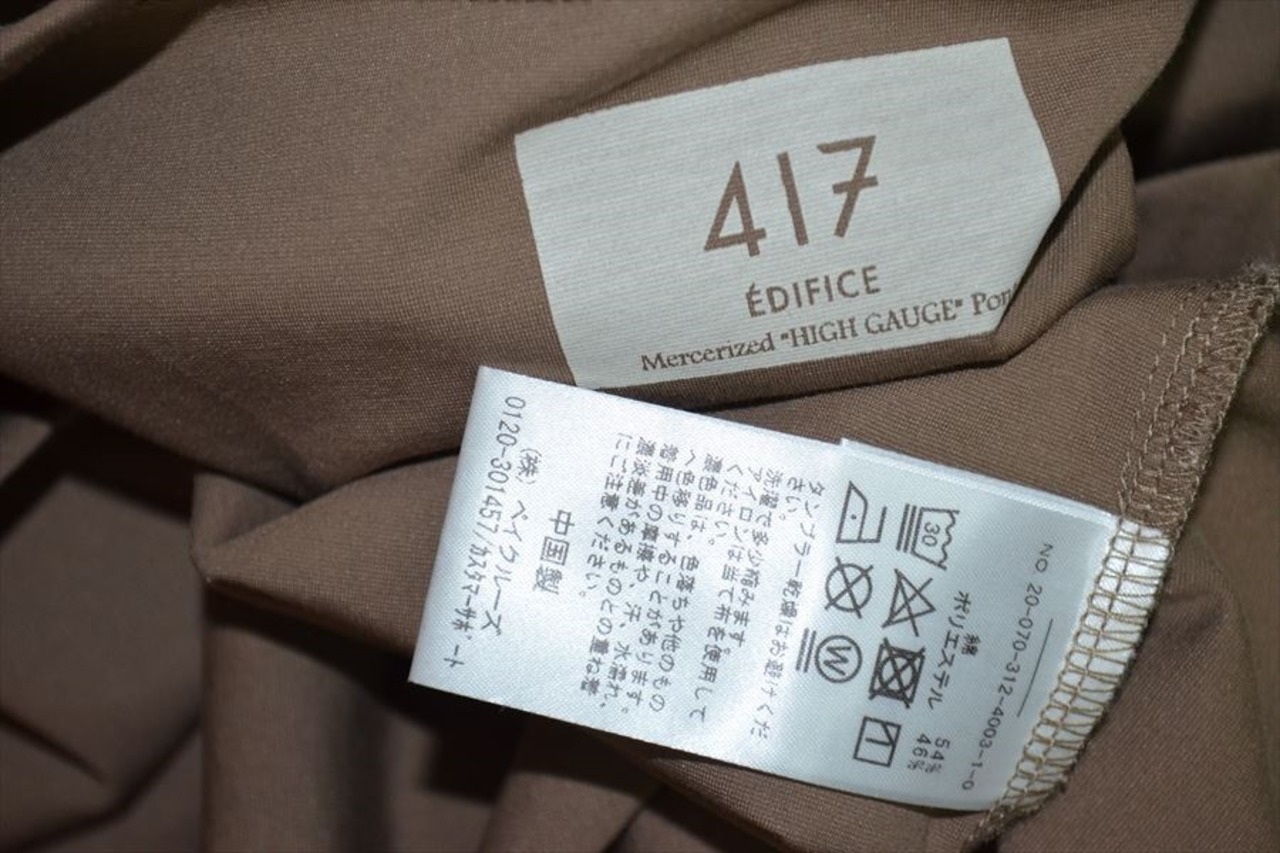 417
ÉDIFICE
Mercerized "HIGH GAUGE" Pon
NO 20-070-312-4003-1-0
綿 54%
ポリエステル 46%
30
W
タンブラー乾燥はお避けくだ
さい。
洗濯で多少縮みます。
アイロンは当て布を使用して
ください。
濃色品は、色落ちや他のもの
へ色移りすることがあります。
着用中の摩擦や、汗、水濡れ、
濃淡差があるものとの重ね着
にご注意ください。
中国製
(株) ベイクルーズ
0120-301457/カスタマーサポート